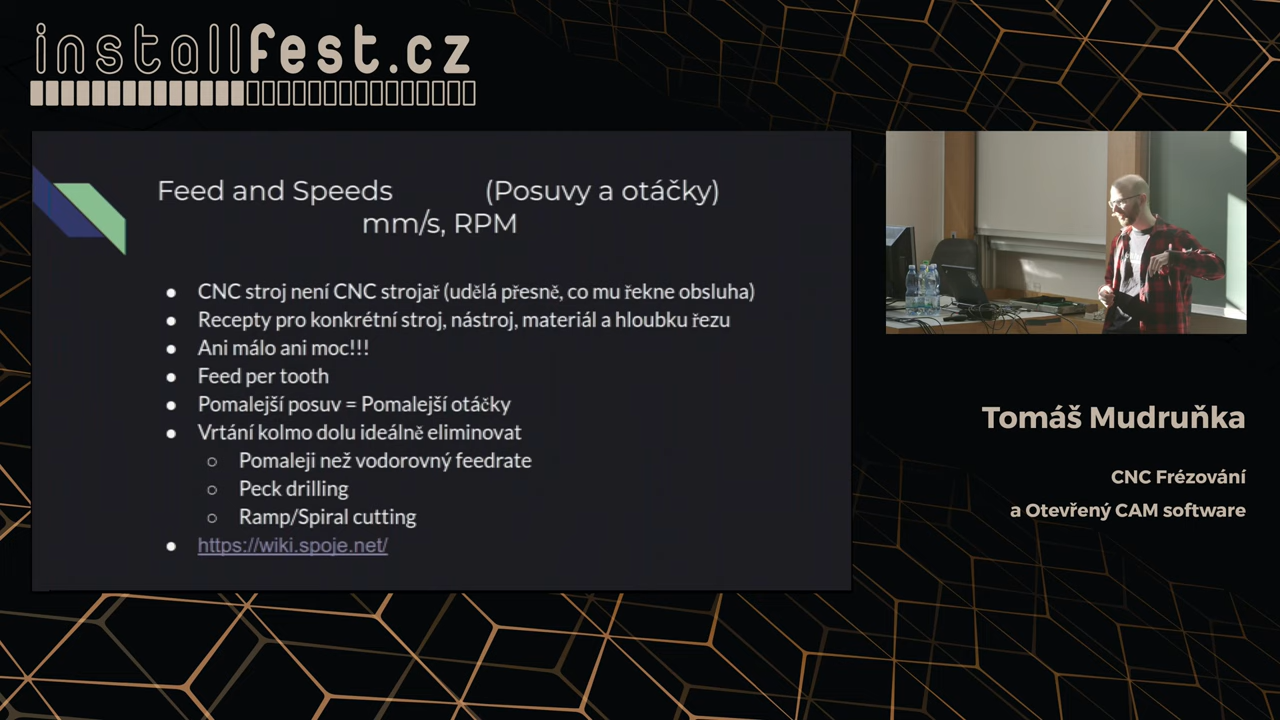 installfest.cz
Feed and Speeds (Posuvy a otáčky)
mm/s, RPM
● CNC stroj není CNC strojař (udělá přesně, co mu řekne obsluha)
● Recepty pro konkrétní stroj, nástroj, materiál a hloubku řezu
● Ani málo ani moc!!!
● Feed per tooth
● Pomalejší posuv = Pomalejší otáčky
● Vrtání kolmo dolu ideálně eliminovat
○ Pomaleji než vodorovný feedrate
○ Peck drilling
○ Ramp/Spiral cutting
● https://wiki.spoje.net/
Tomáš Mudruňka
CNC Frézování
a Otevřený CAM software